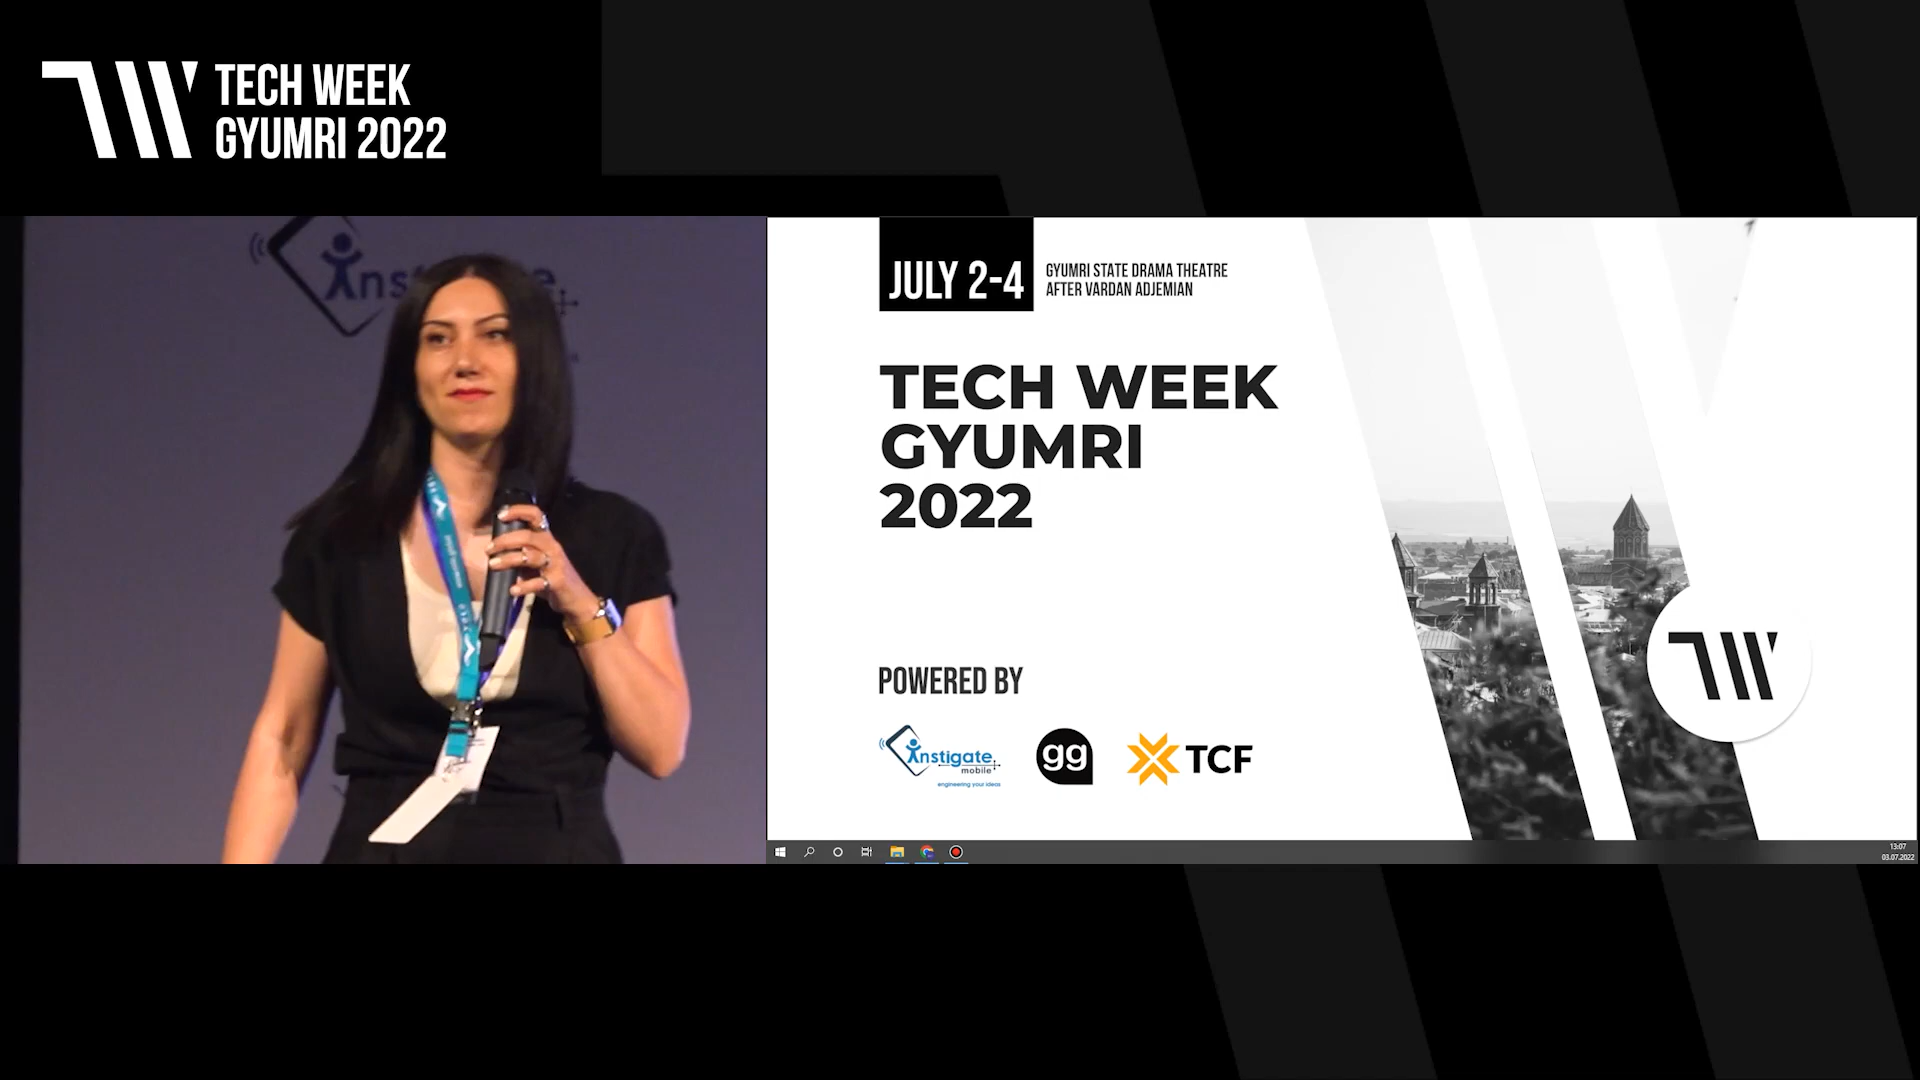 TECH WEEK
GYUMRI 2022
nst e
JULY 2-4
GYUMRI STATE DRAMA THEATRE
AFTER VARDAN ADJEMIAN
TECH WEEK
GYUMRI
2022
POWERED BY
instigate
mobile
engineering your ideas
gg
TCF
13:07
03.07.2022